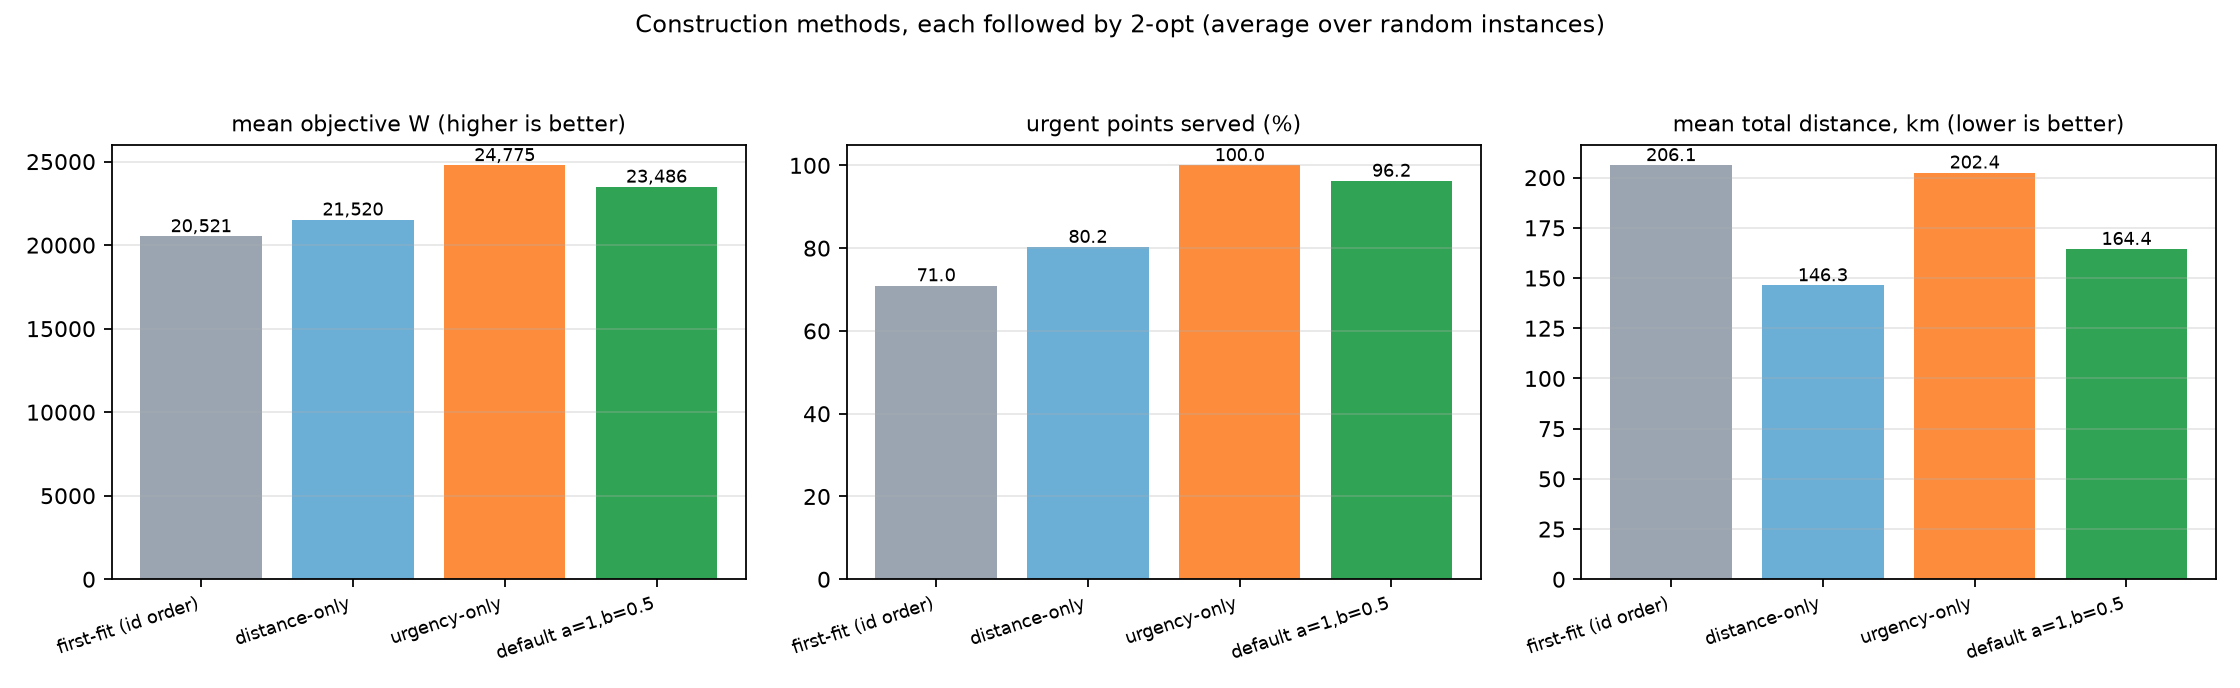 Construction methods, each followed by 2-opt (average over random instances)
mean objective W (higher is better)
25000
20000
15000
10000
5000
0
20,521
21,520
24,775
23,486
first-fit (id order)
distance-only
urgency-only
default a=1,b=0.5
urgent points served (%)
100
80
60
40
20
0
71.0
80.2
100.0
96.2
first-fit (id order)
distance-only
urgency-only
default a=1,b=0.5
mean total distance, km (lower is better)
200
175
150
125
100
75
50
25
0
206.1
146.3
202.4
164.4
first-fit (id order)
distance-only
urgency-only
default a=1,b=0.5